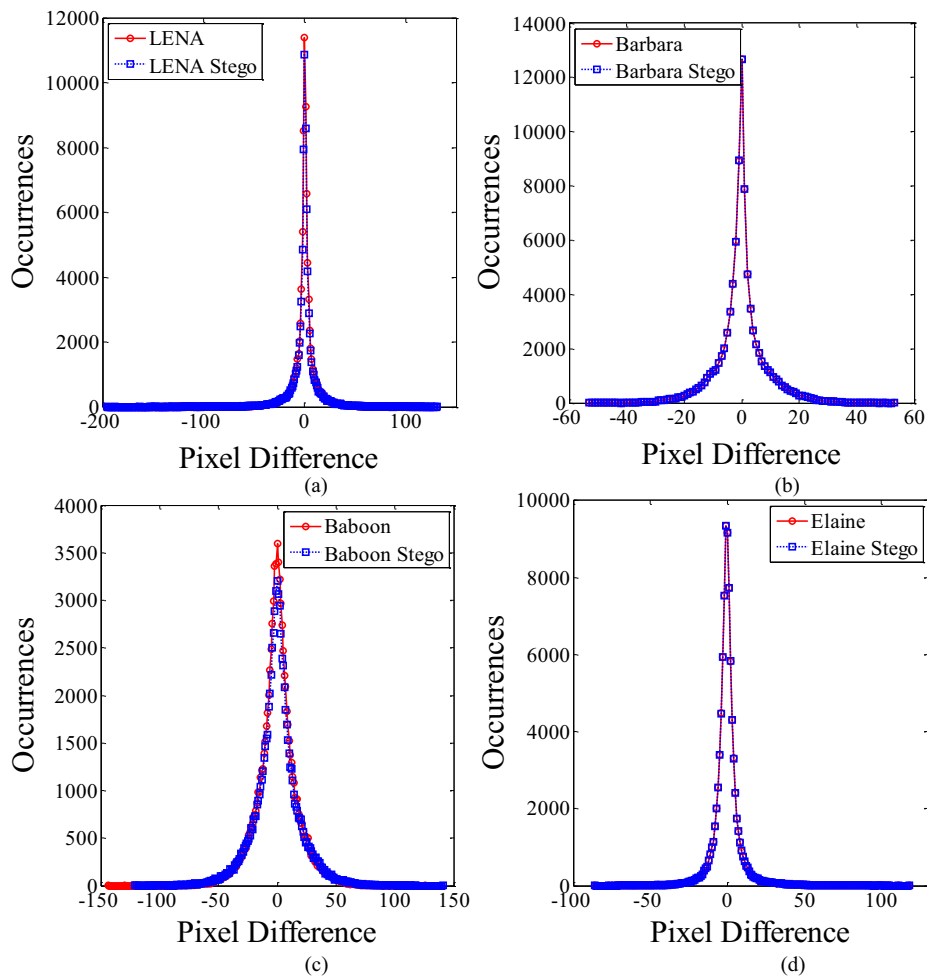 12000
10000
8000
6000
4000
2000
0
-200
-100
0
100
Occurrences
Pixel Difference
LENA
LENA Stego
(a)
14000
12000
10000
8000
6000
4000
2000
0
-60
-40
-20
0
20
40
60
Occurrences
Pixel Difference
Barbara
Barbara Stego
(b)
4000
3500
3000
2500
2000
1500
1000
500
0
-150
-100
-50
0
50
100
150
Occurrences
Pixel Difference
Baboon
Baboon Stego
(c)
10000
8000
6000
4000
2000
0
-100
-50
0
50
100
Occurrences
Pixel Difference
Elaine
Elaine Stego
(d)